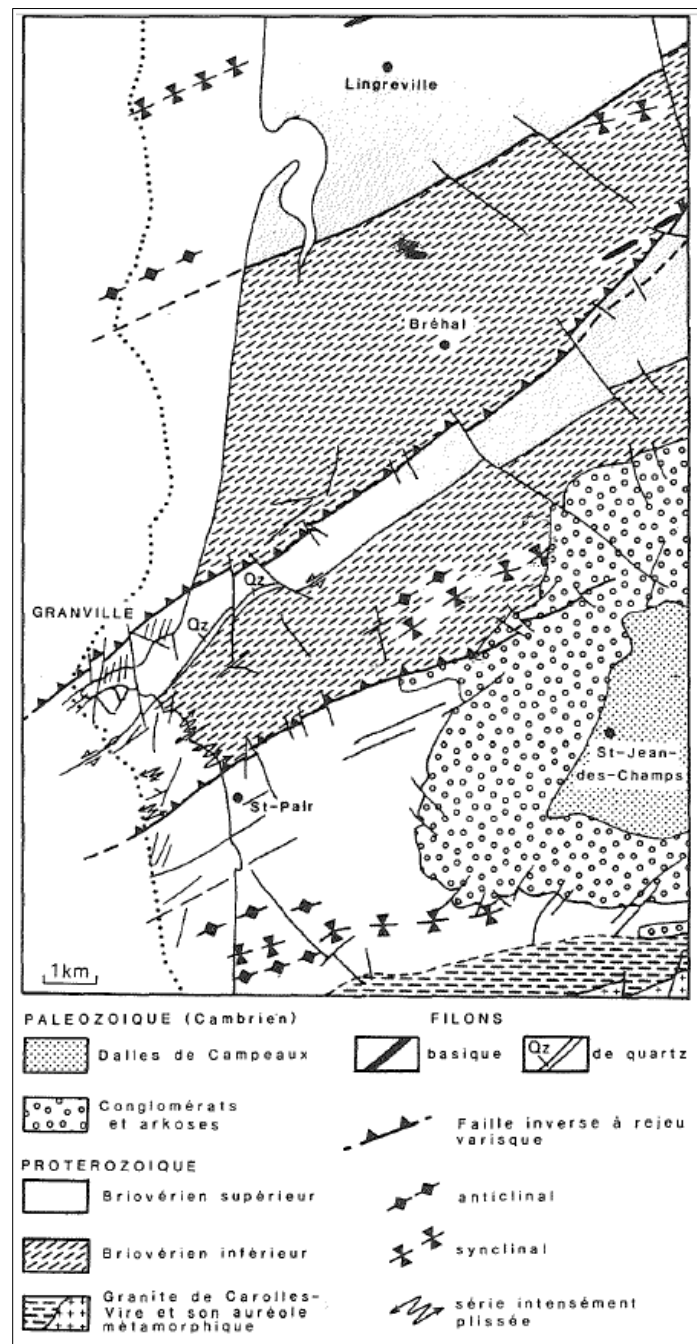 Lingreville
Bréhal
Qz
GRANVILLE
Qz
St-Jean-
des-Champs
St-Pair
1km
PALEOZOIQUE (Cambrien)
Dalles de Campeaux
Conglomérats
et arkoses
PROTEROZOIQUE
Briovérien supérieur
Briovérien inférieur
Granite de Carolles-
Vire et son auréole
métamorphique
FILONS
basique
Qz
de quartz
Faille inverse à rejeu
varisque
anticlinal
synclinal
série intensément
plissée